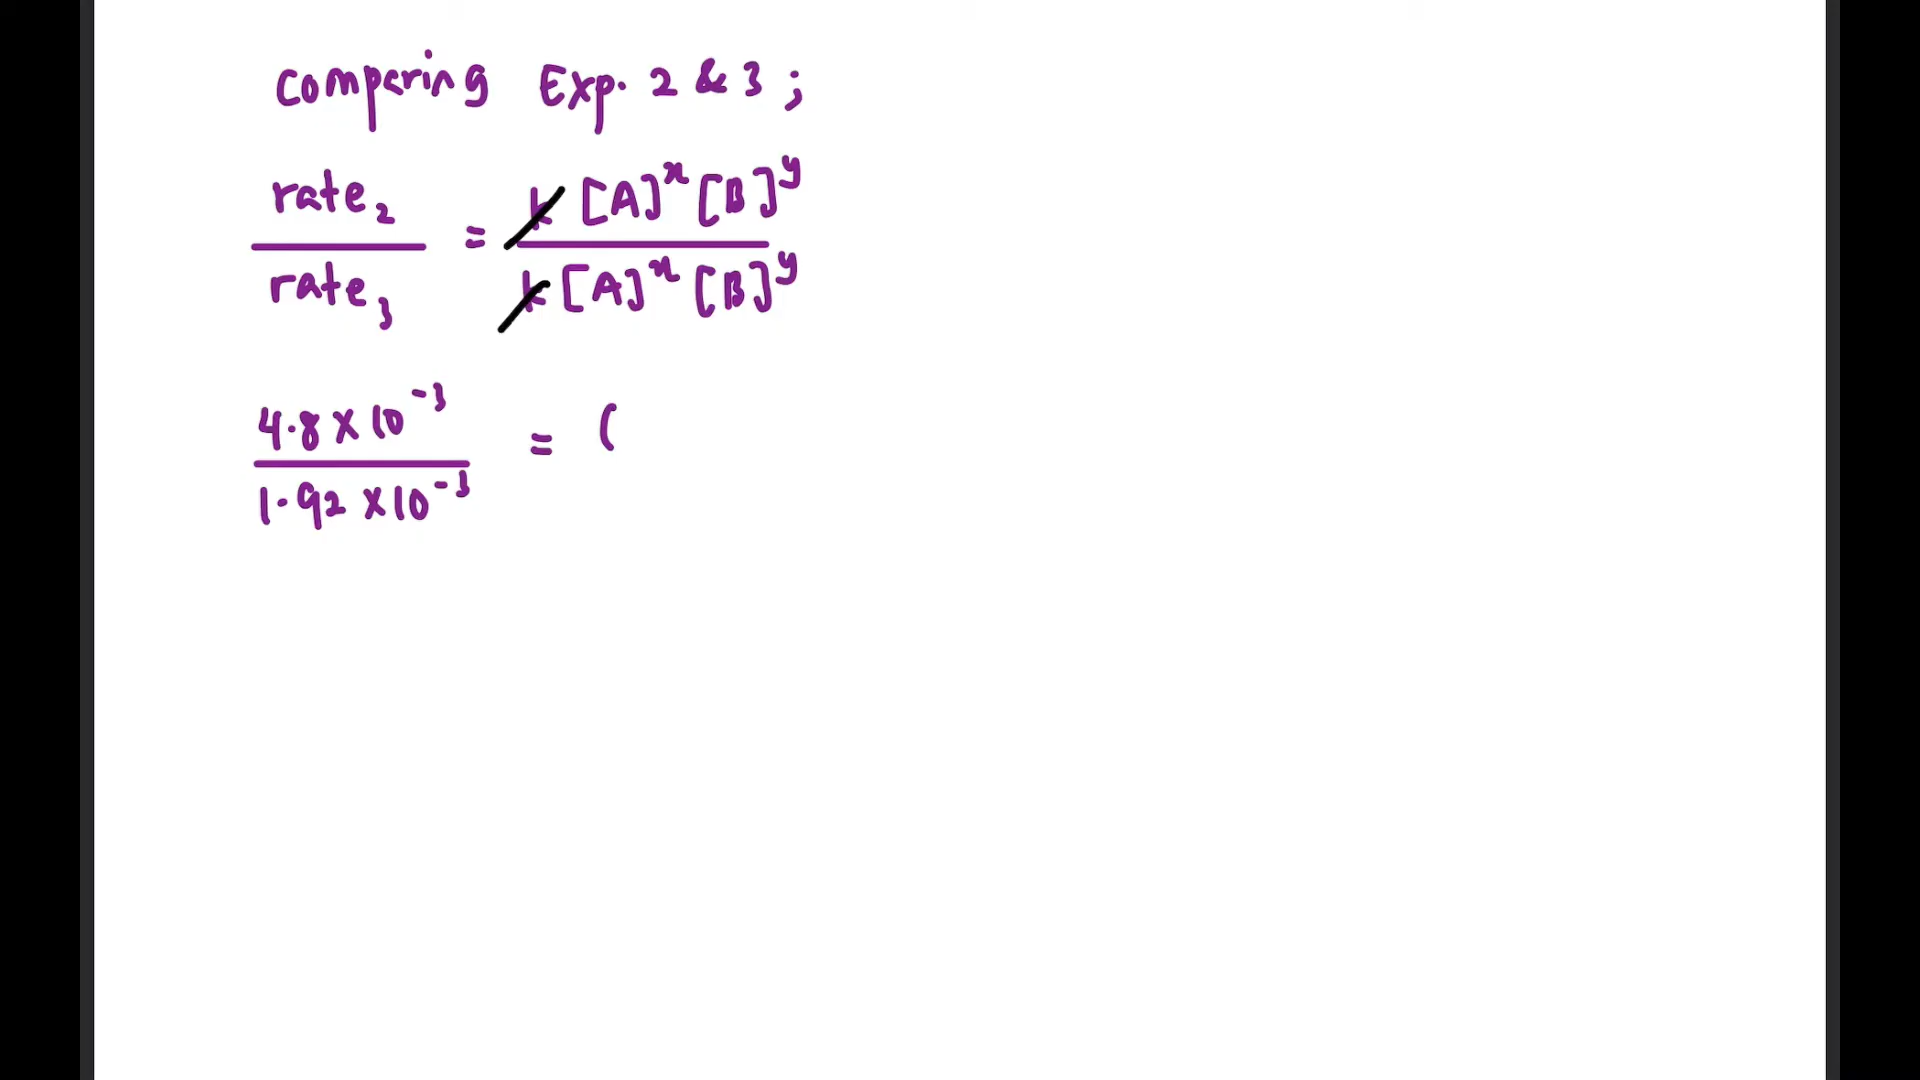 comparing Exp. 2 & 3 ;
rate₂ = k [A]ˣ [B]ʸ
rate₃ k [A]ˣ [B]ʸ
4.8 x 10⁻³ = (
1.92 x 10⁻³